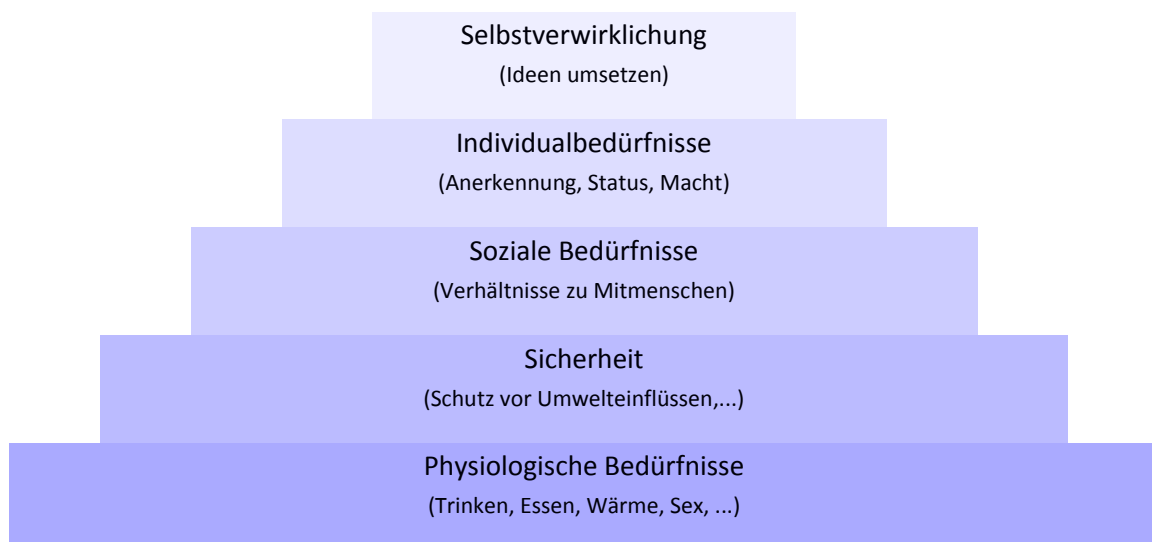 Selbstverwirklichung
(Ideen umsetzen)
Individualbedürfnisse
(Anerkennung, Status, Macht)
Soziale Bedürfnisse
(Verhältnisse zu Mitmenschen)
Sicherheit
(Schutz vor Umwelteinflüssen,...)
Physiologische Bedürfnisse
(Trinken, Essen, Wärme, Sex, ...)